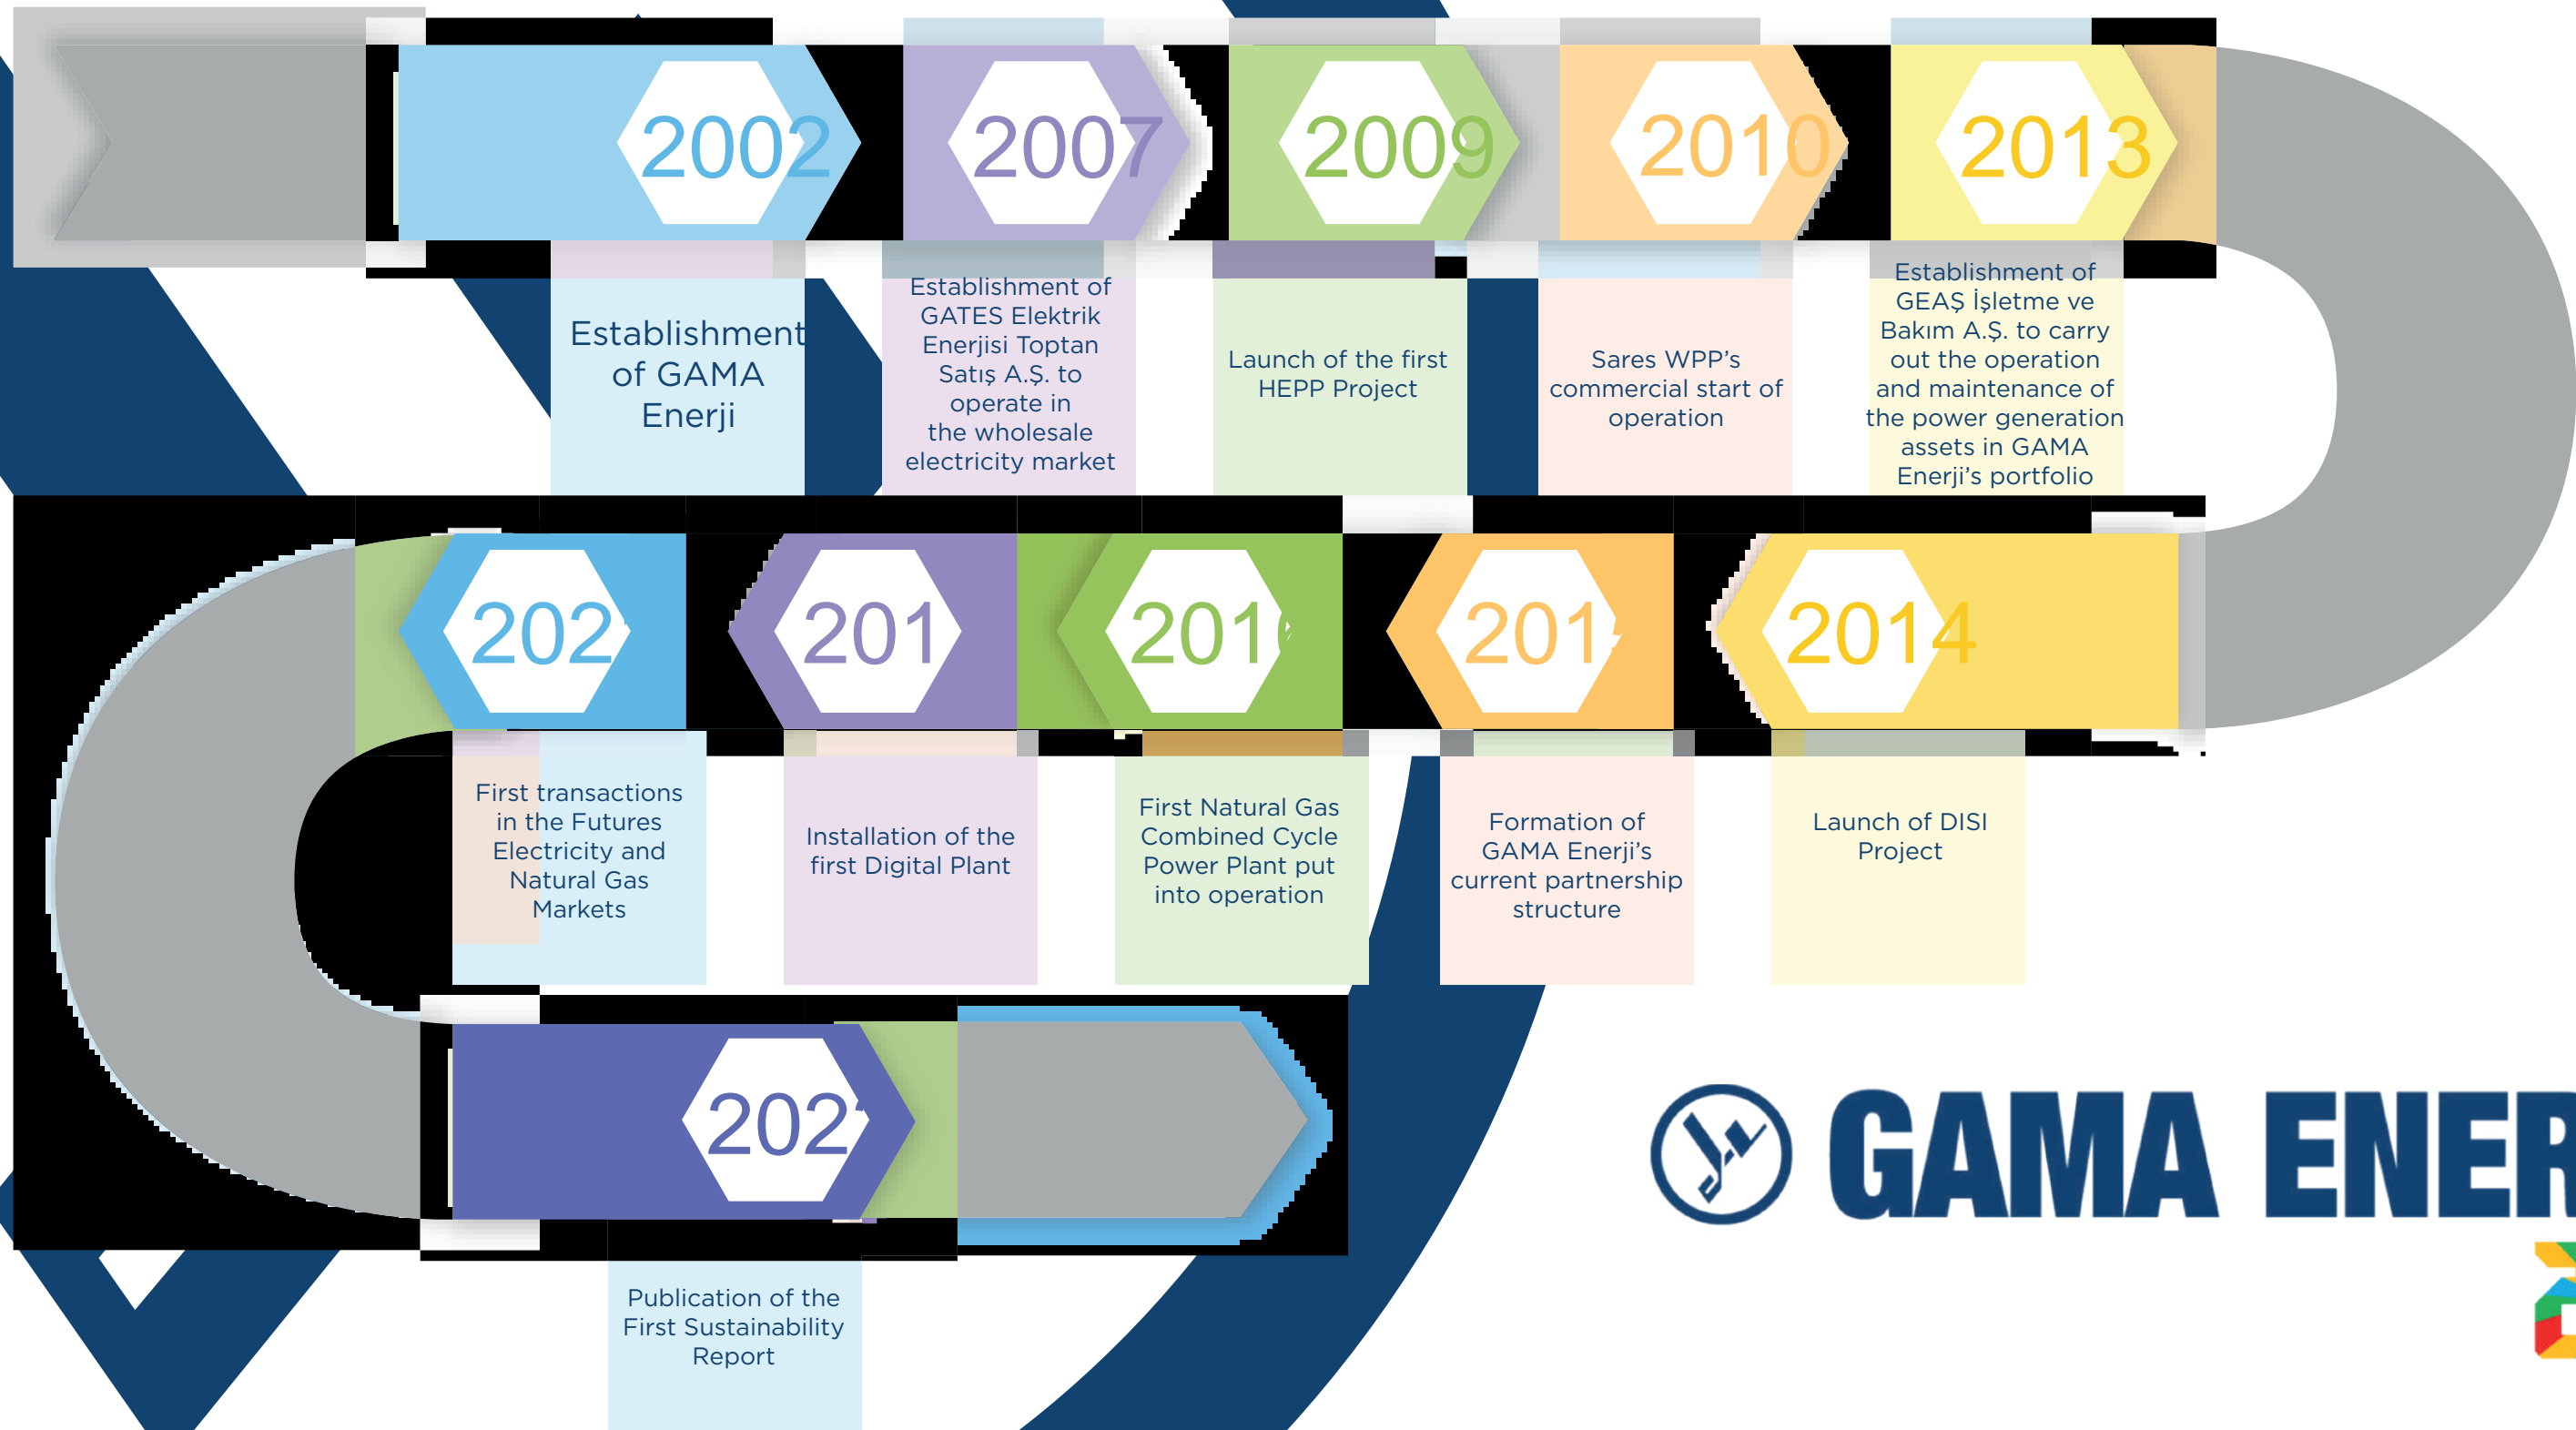 2002
Establishment
of GAMA
Enerji
2007
Establishment of
GATES Elektrik
Enerjisi Toptan
Satış A.Ş. to
operate in
the wholesale
electricity market
2009
Launch of the first
HEPP Project
2010
Sares WPP’s
commercial start of
operation
2013
Establishment of
GEAŞ İşletme ve
Bakım A.Ş. to carry
out the operation
and maintenance of
the power generation
assets in GAMA
Enerji’s portfolio
2014
Launch of DISI
Project
Formation of
GAMA Enerji’s
current partnership
structure
First Natural Gas
Combined Cycle
Power Plant put
into operation
Installation of the
first Digital Plant
First transactions
in the Futures
Electricity and
Natural Gas
Markets
Publication of the
First Sustainability
Report
GAMA ENER